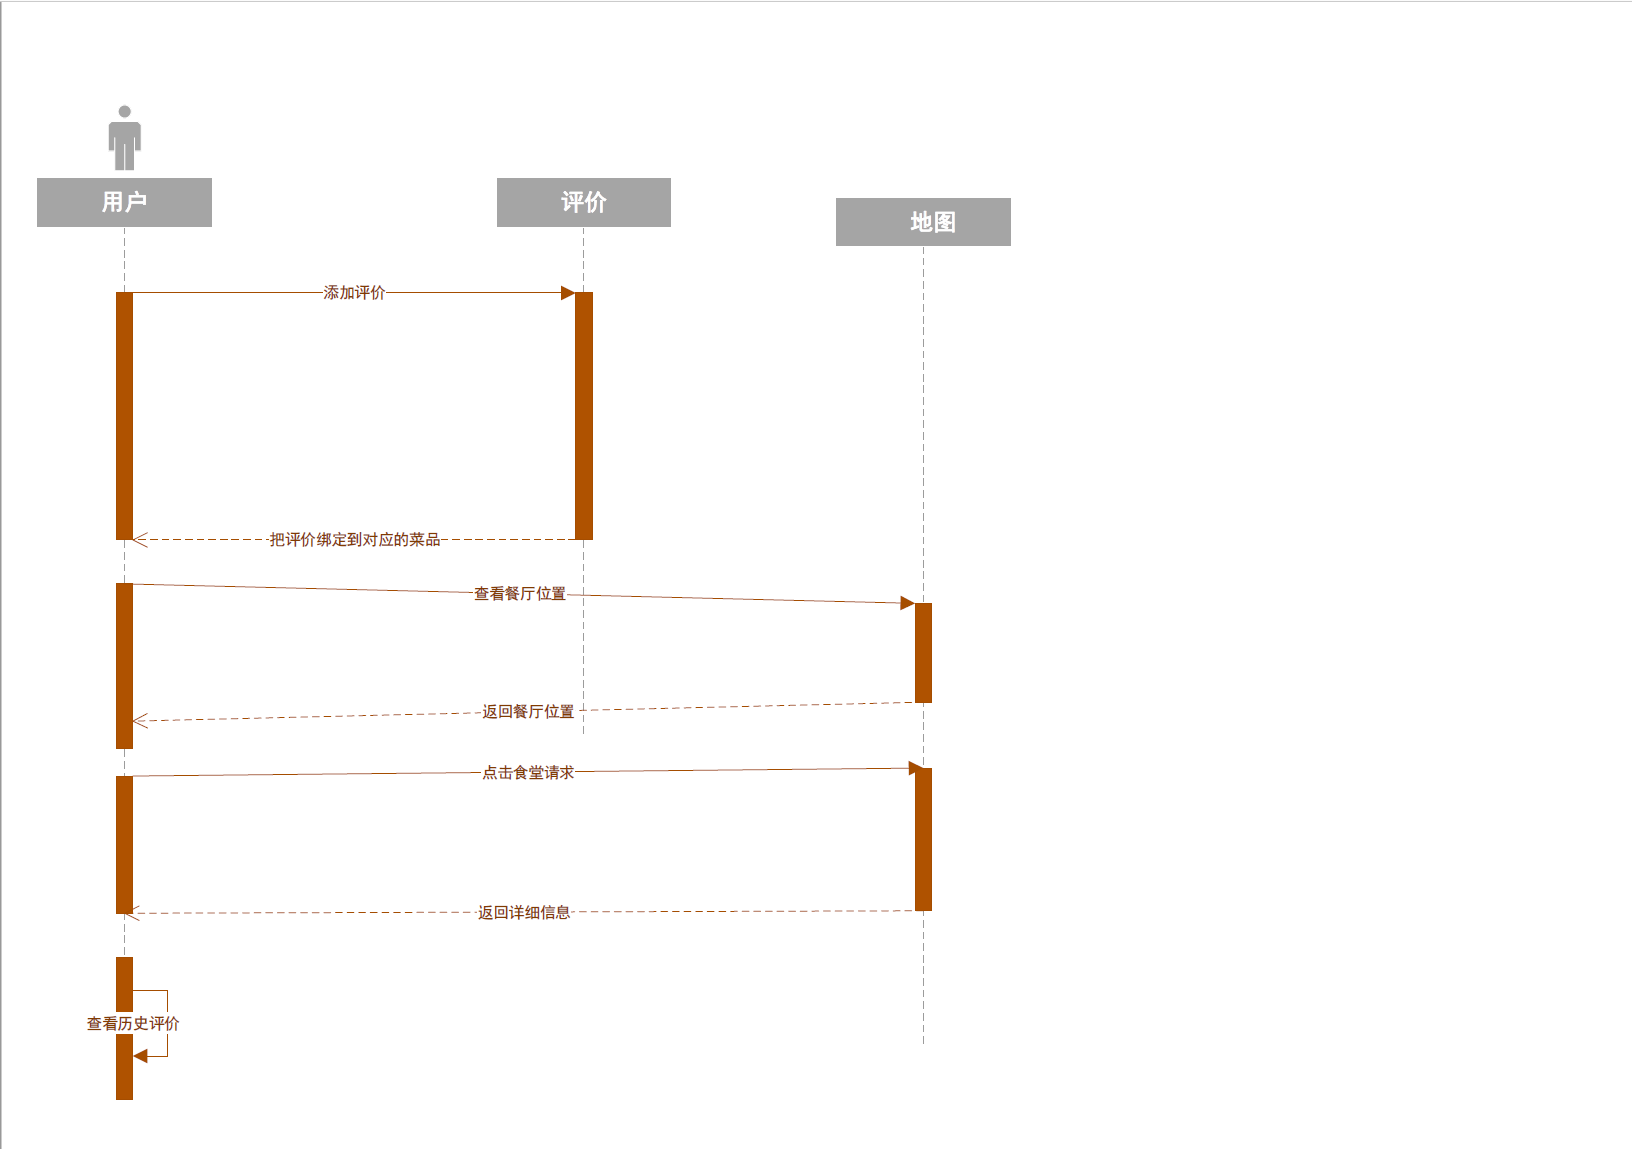 用户
评价
地图
添加评价
把评价绑定到对应的菜品
查看餐厅位置
返回餐厅位置
点击食堂请求
返回详细信息
查看历史评价